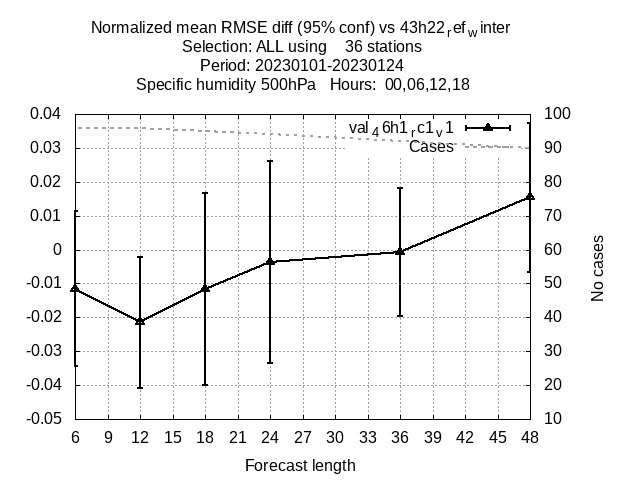 Normalized mean RMSE diff (95% conf) vs 43h22refwinter
Selection: ALL using 36 stations
Period: 20230101-20230124
Specific humidity 500hPa Hours: 00,06,12,18
val46h1rc1v1
Cases
0.04
0.03
0.02
0.01
0
-0.01
-0.02
-0.03
-0.04
-0.05
100
90
80
70
60
50
40
30
20
10
No cases
6 9 12 15 18 21 24 27 30 33 36 39 42 45 48
Forecast length